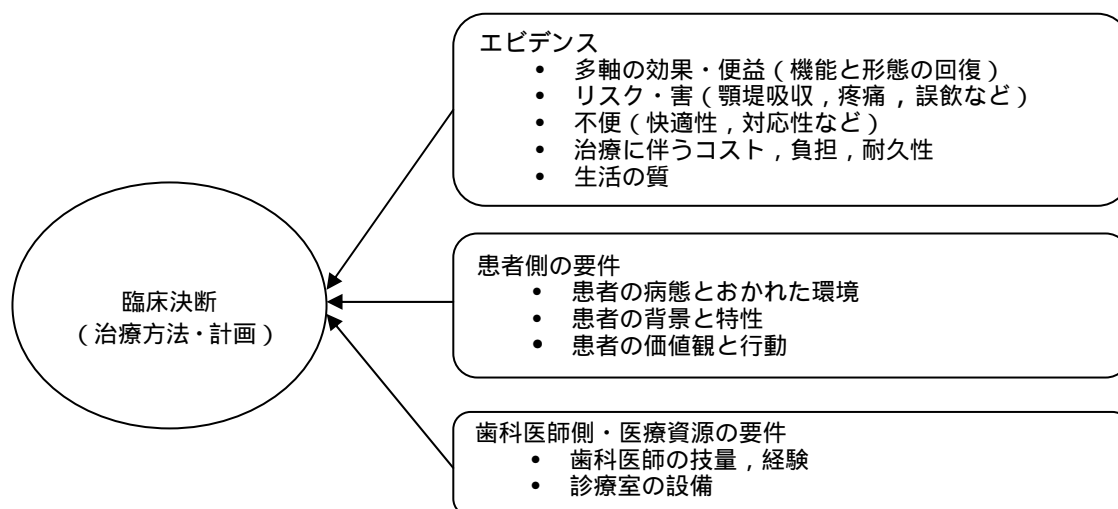 臨床決断
(治療方法・計画)
エビデンス
• 多軸の効果・便益(機能と形態の回復)
• リスク・害(顎堤吸収,疼痛,誤飲など)
• 不便(快適性,対応性など)
• 治療に伴うコスト,負担,耐久性
• 生活の質
患者側の要件
• 患者の病態とおかれた環境
• 患者の背景と特性
• 患者の価値観と行動
歯科医師側・医療資源の要件
• 歯科医師の技量,経験
• 診療室の設備